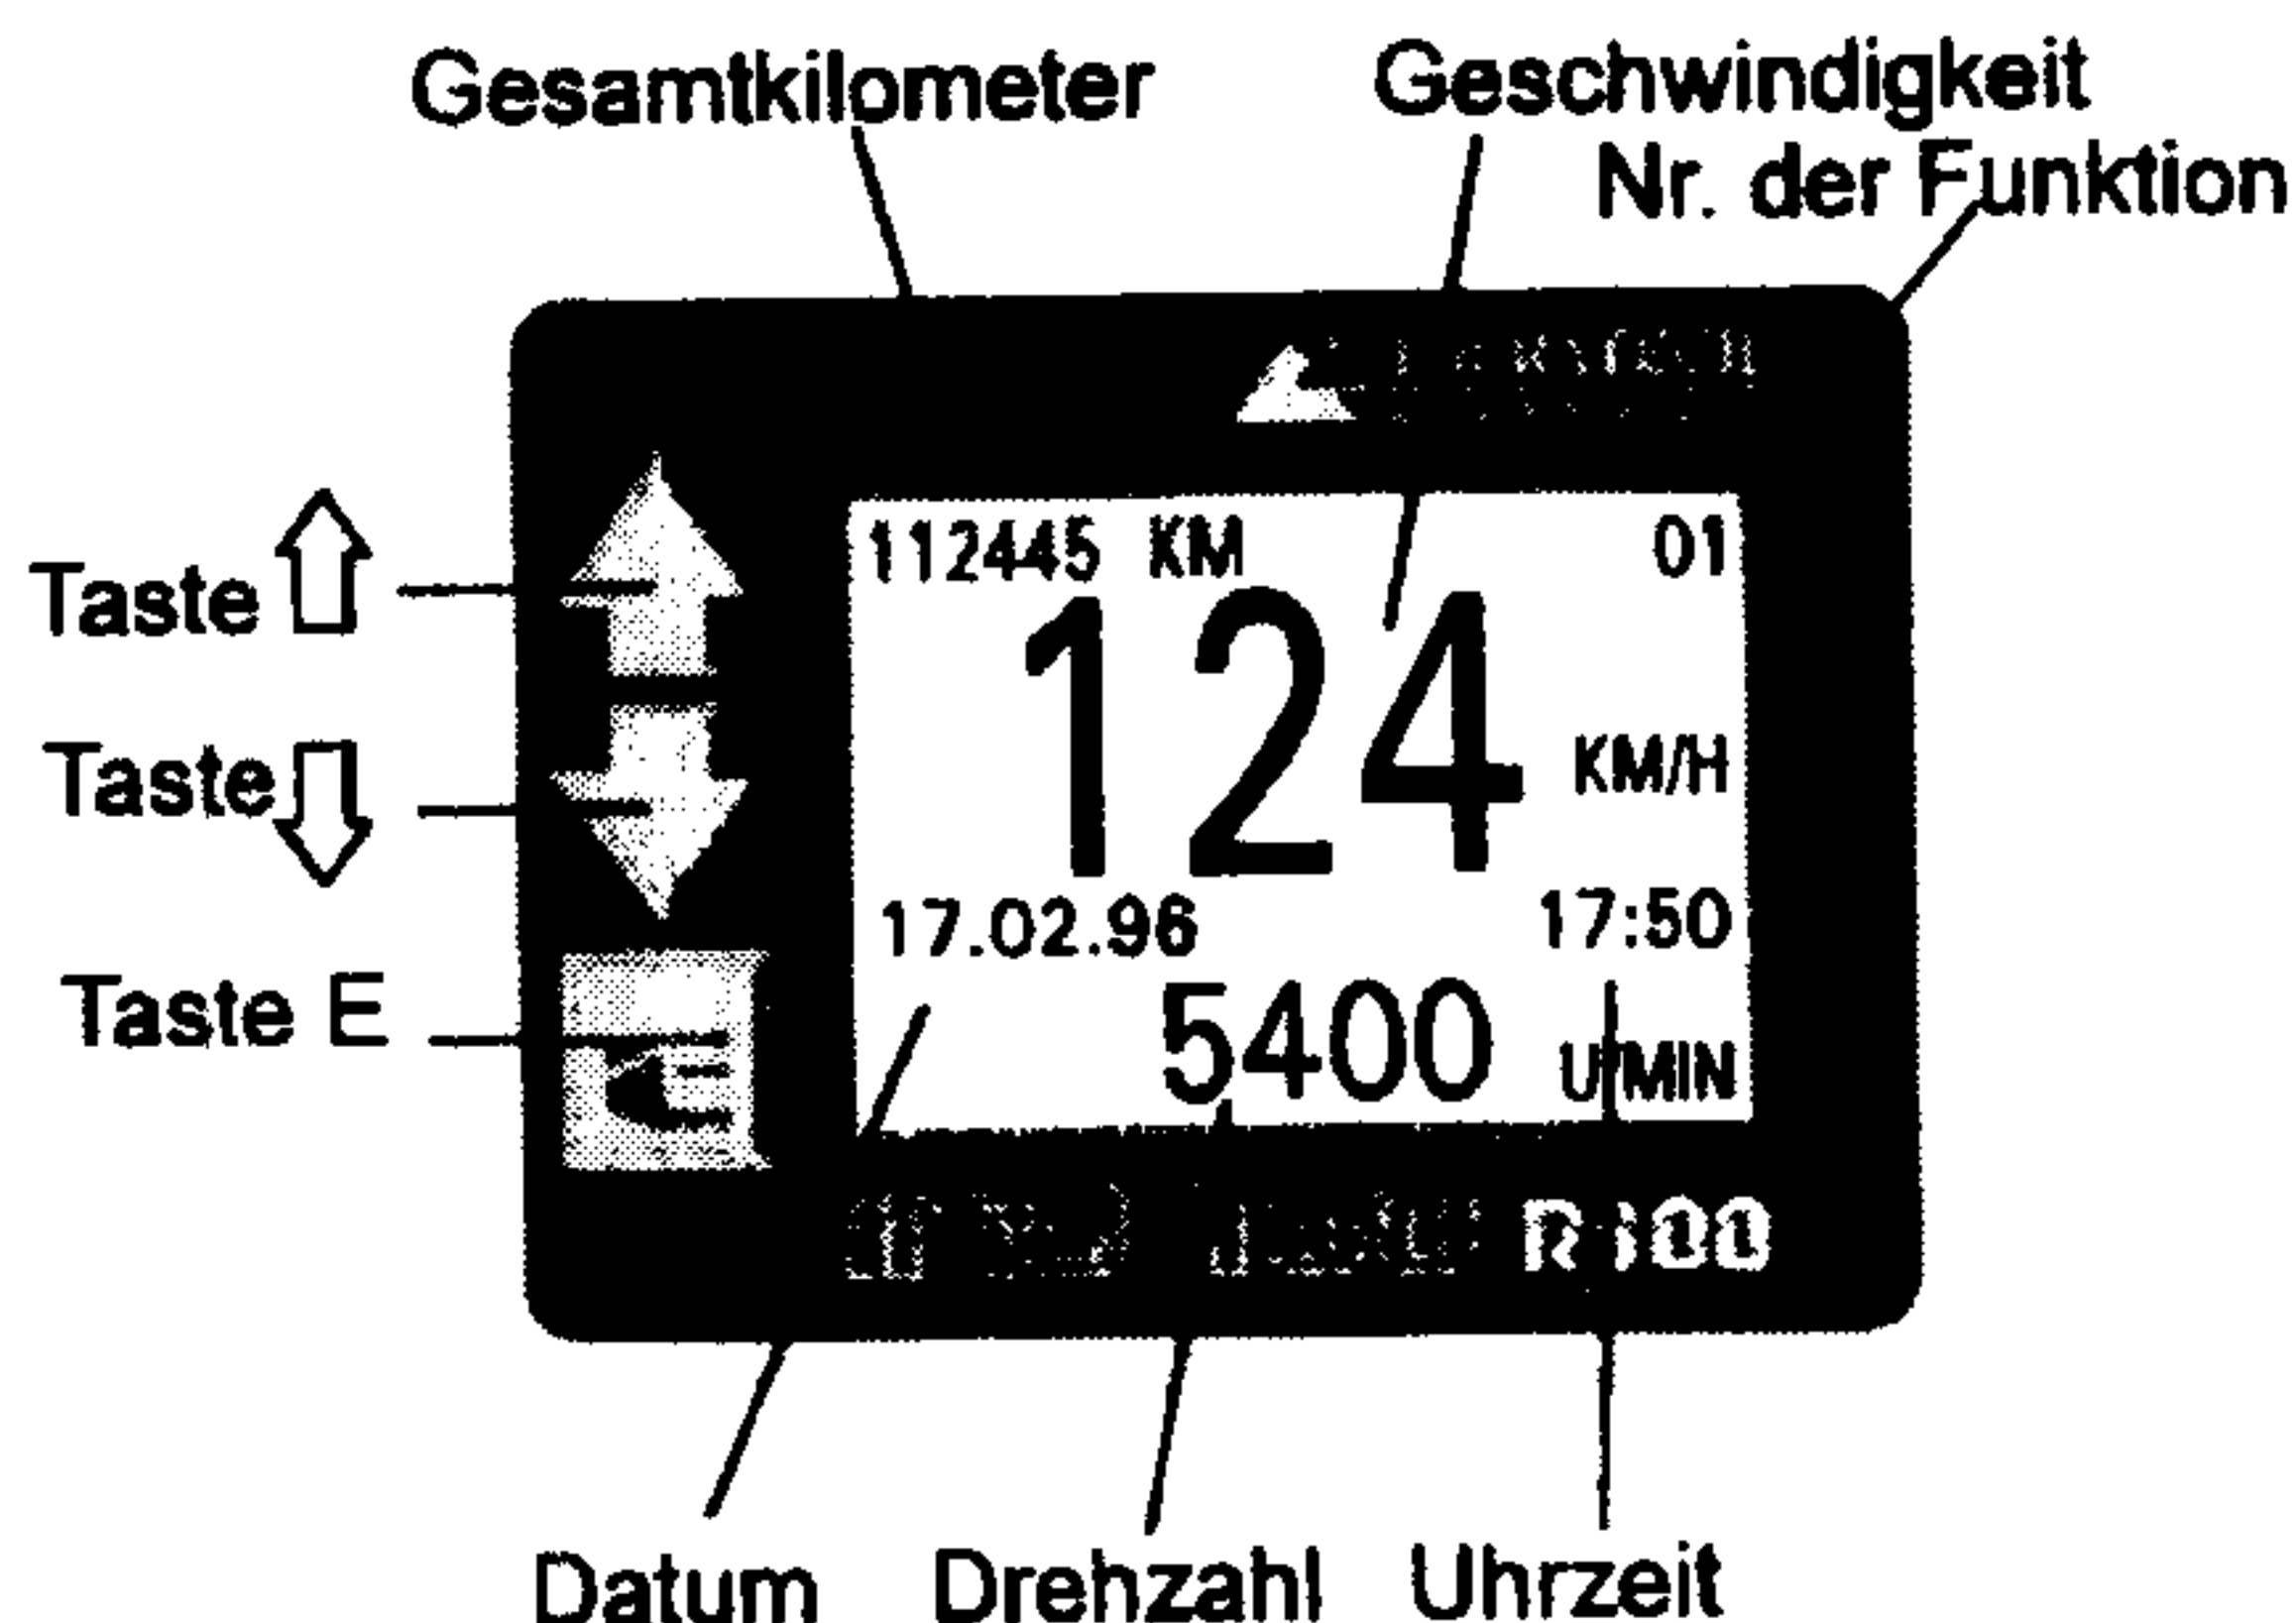 Gesamtkilometer Geschwindigkeit
Nr. der Funktion
112445 KM 01
Taste
124 KM/H
Taste
17.02.96 17:50
Taste E
5400 U/MIN
Datum Drehzahl Uhrzeit